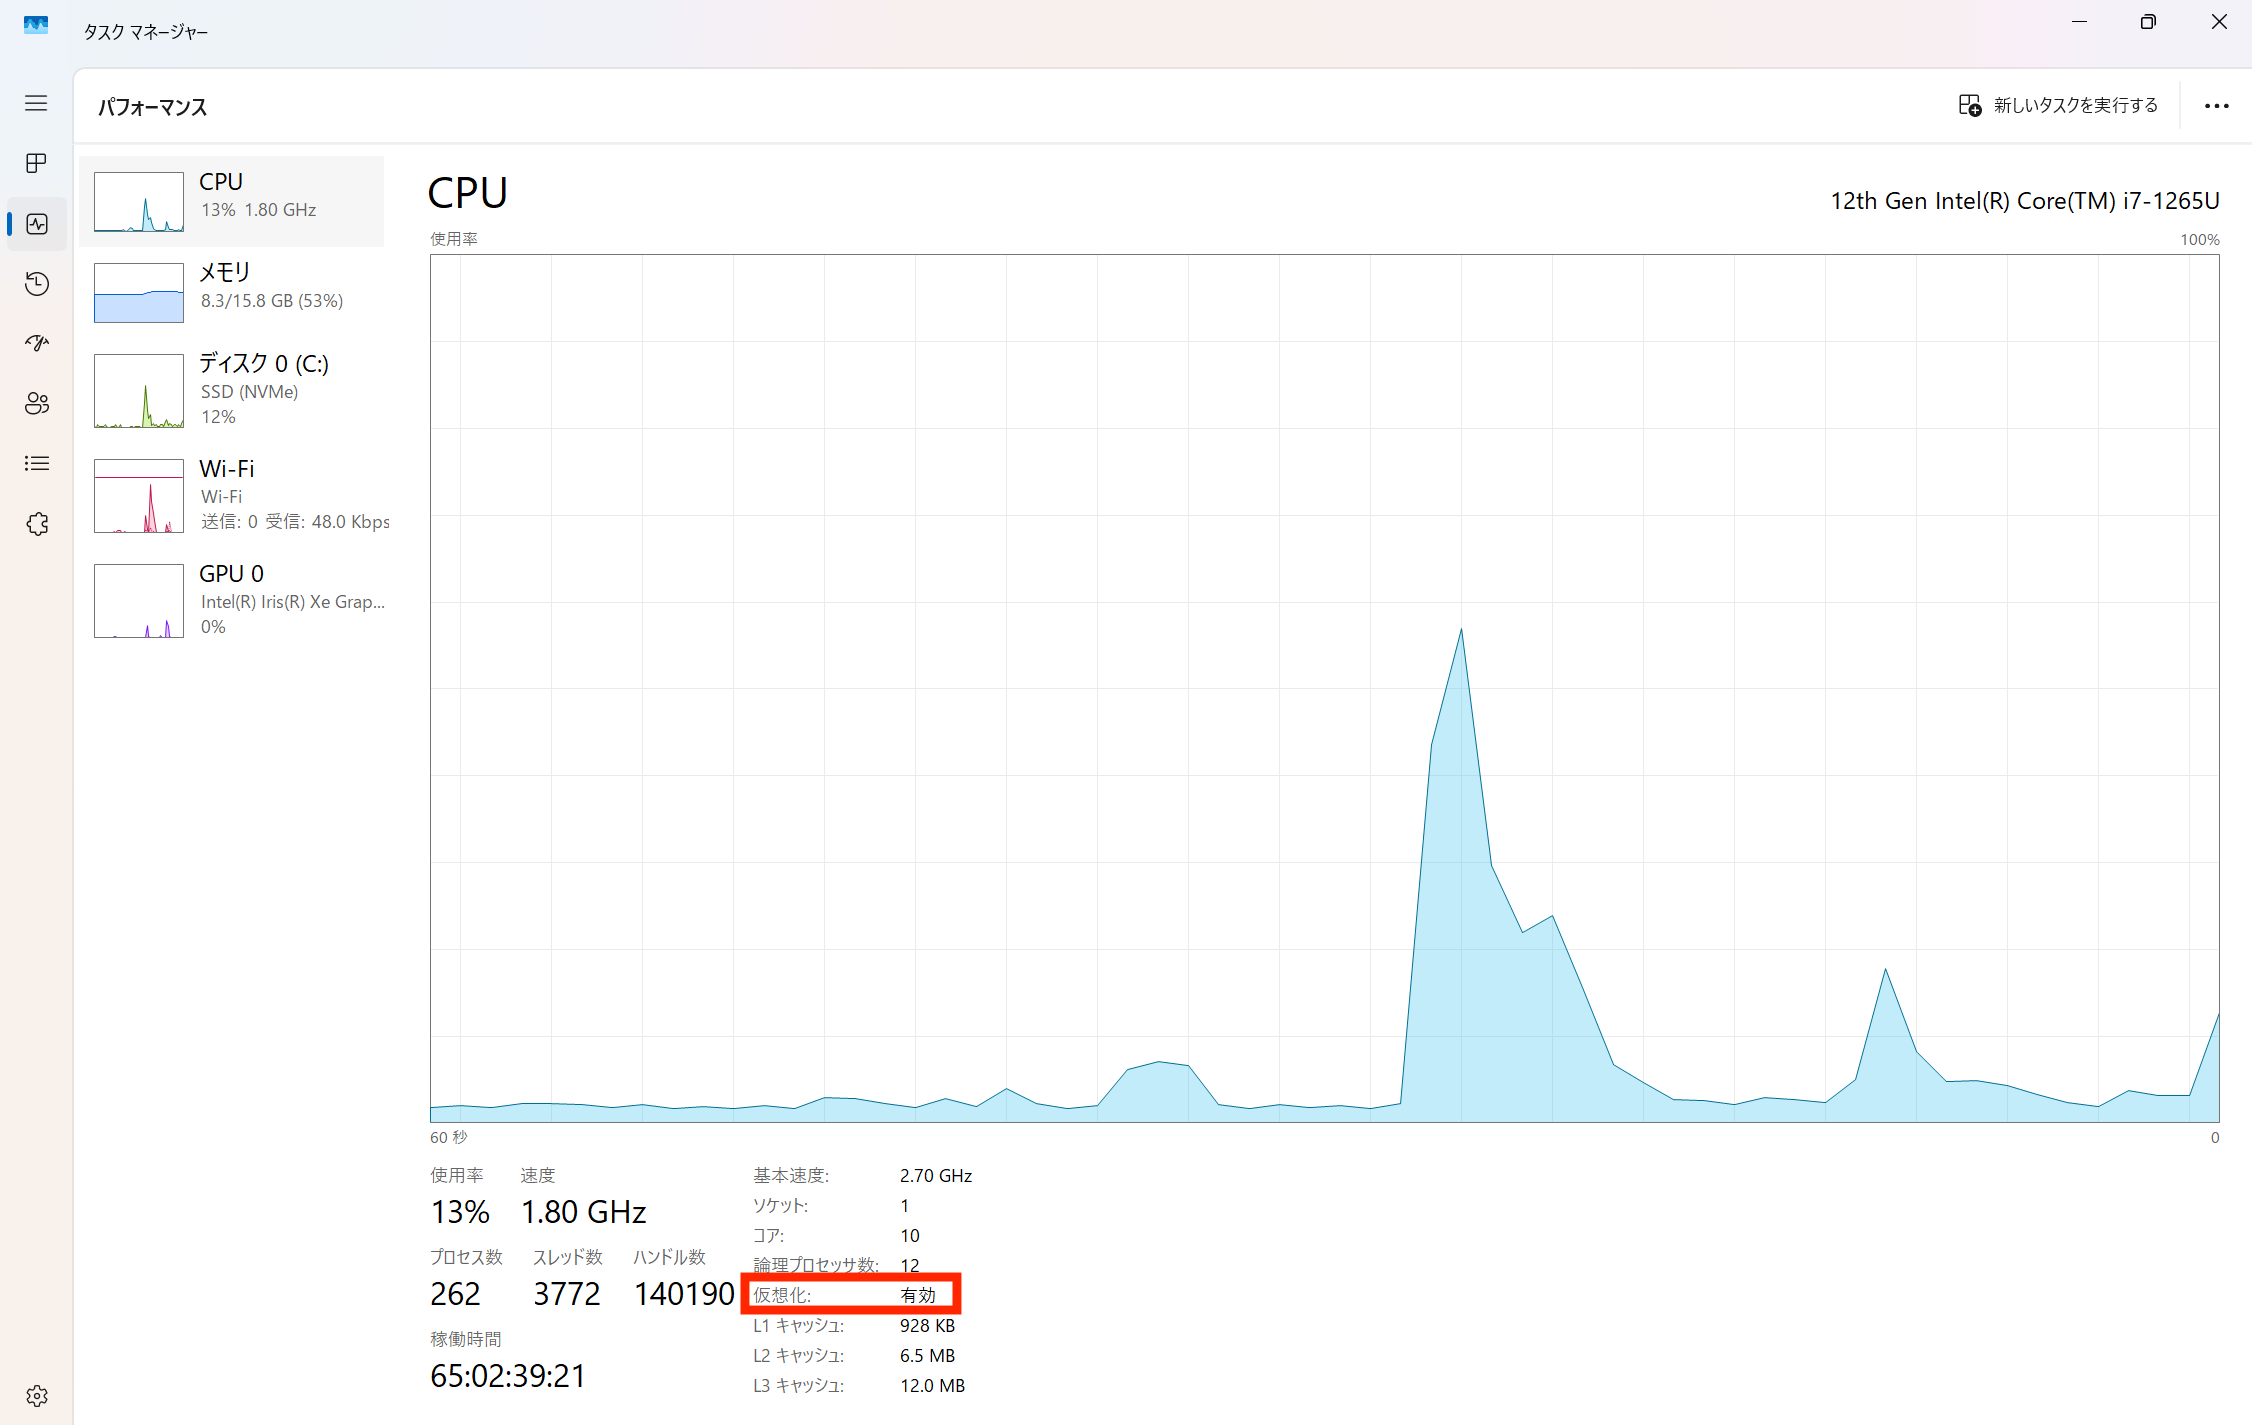 タスク マネージャー
パフォーマンス
新しいタスクを実行する
CPU
13% 1.80 GHz
メモリ
8.3/15.8 GB (53%)
ディスク 0 (C:)
SSD (NVMe)
12%
Wi-Fi
Wi-Fi
送信: 0 受信: 48.0 Kbps
GPU 0
Intel(R) Iris(R) Xe Grap...
0%
CPU
12th Gen Intel(R) Core(TM) i7-1265U
使用率
100%
60 秒
0
使用率 速度
13% 1.80 GHz
プロセス数 スレッド数 ハンドル数
262 3772 140190
稼働時間
65:02:39:21
基本速度: 2.70 GHz
ソケット: 1
コア: 10
論理プロセッサ数: 12
仮想化: 有効
L1 キャッシュ: 928 KB
L2 キャッシュ: 6.5 MB
L3 キャッシュ: 12.0 MB